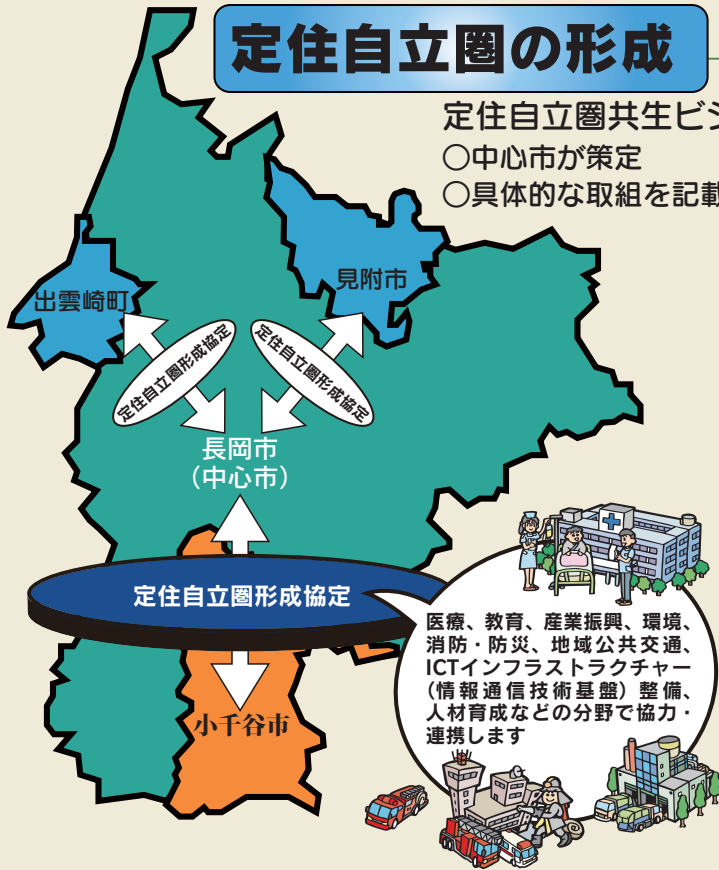 定住自立圏の形成
定住自立圏共生ビジ
○中心市が策定
○具体的な取組を記載
出雲崎町
見附市
定住自立圏形成協定
定住自立圏形成協定
長岡市
(中心市)
定住自立圏形成協定
医療、教育、産業振興、環境、
消防・防災、地域公共交通、
ICTインフラストラクチャー
(情報通信技術基盤)整備、
人材育成などの分野で協力・
連携します
小千谷市